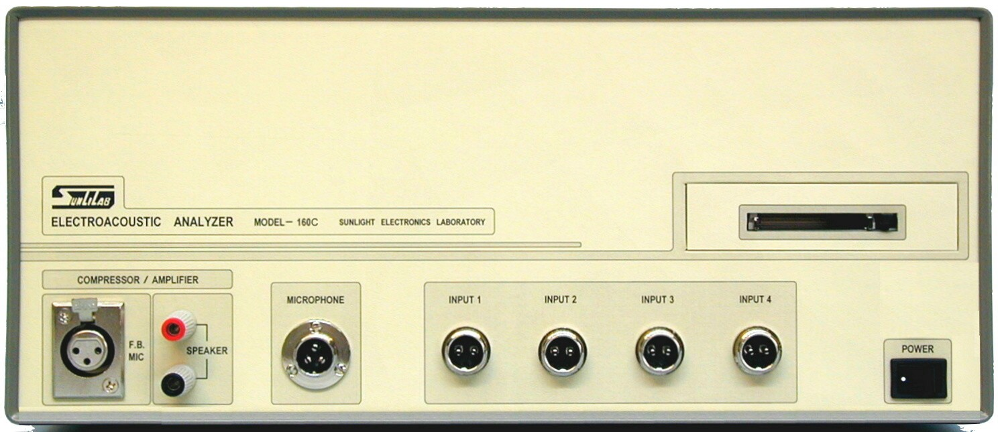 SUNLILAB
ELECTROACOUSTIC ANALYZER MODEL- 160C SUNLIGHT ELECTRONICS LABORATORY
COMPRESSOR / AMPLIFIER
F.B.
MIC
SPEAKER
MICROPHONE
INPUT 1 INPUT 2 INPUT 3 INPUT 4
POWER